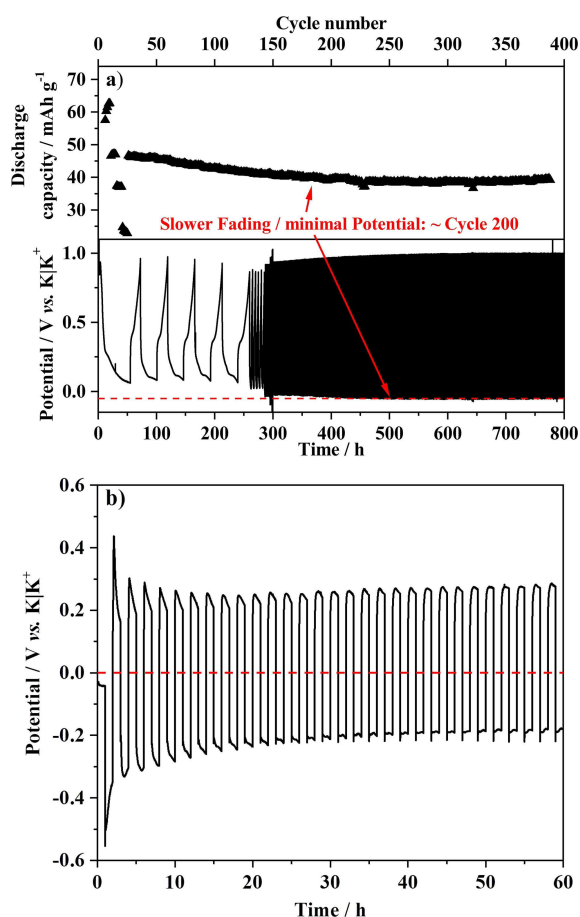 Cycle number
0 50 100 150 200 250 300 350 400
a)
Discharge
capacity / mAh g⁻¹
70
60
50
40
30
Slower Fading / minimal Potential: ~ Cycle 200
Potential / V vs. K|K⁺
1.0
0.5
0.0
0 100 200 300 400 500 600 700 800
Time / h
b)
Potential / V vs. K|K⁺
0.6
0.4
0.2
0.0
-0.2
-0.4
-0.6
0 10 20 30 40 50 60
Time / h